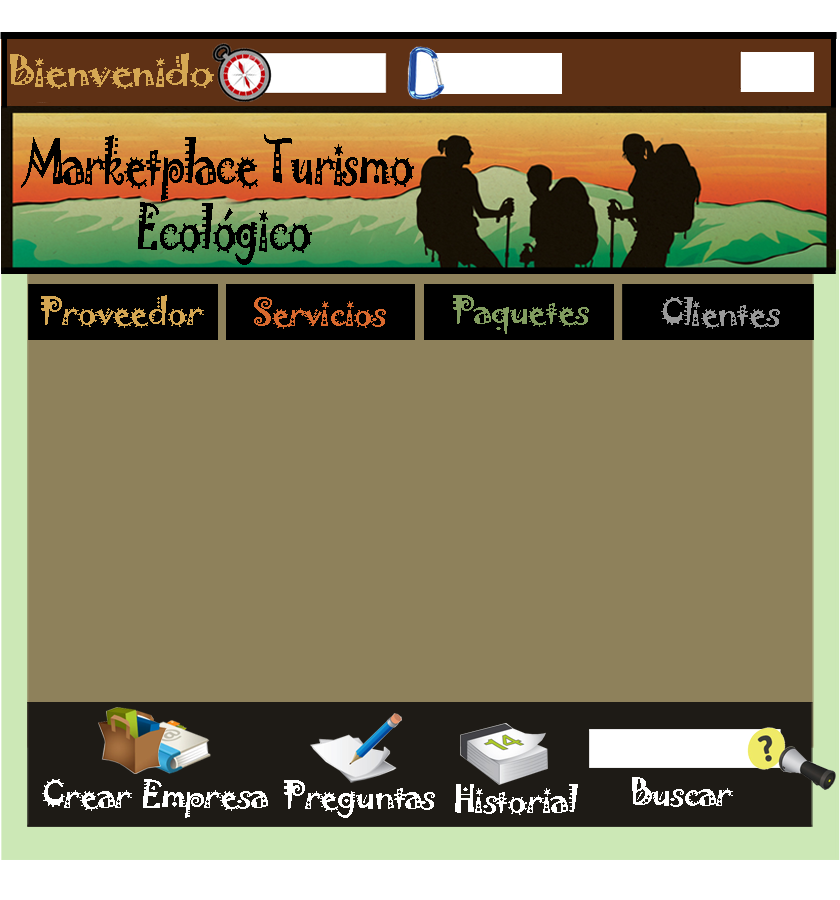 Bienvenido
Marketplace Turismo
Ecológico
Proveedor
Servicios
Paquetes
Clientes
@
14
?
Crear Empresa
Preguntas
Historial
Buscar